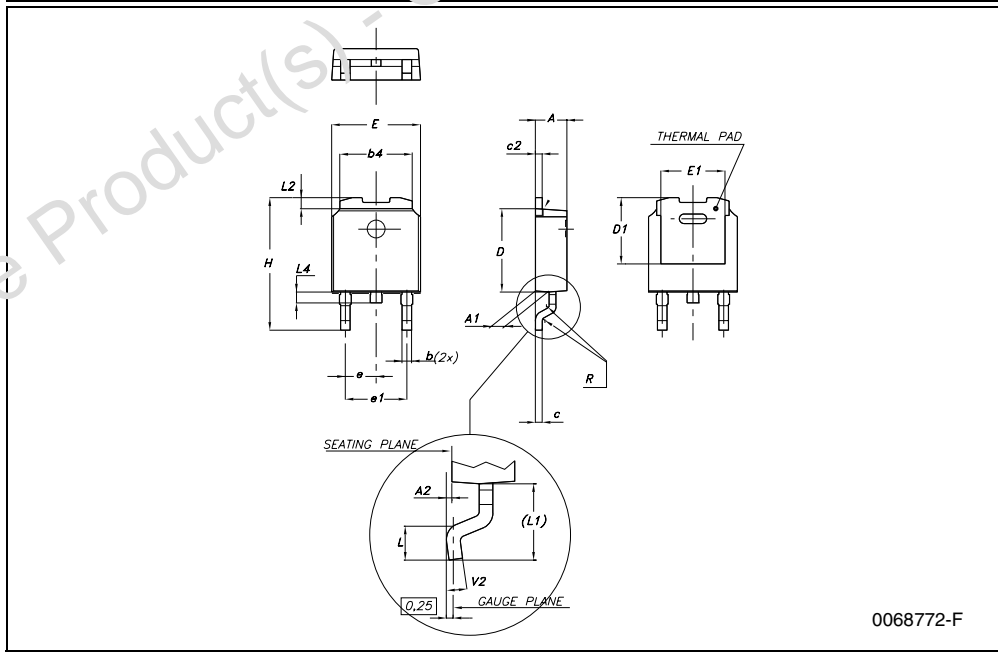 e Product(s) -
E
b4
L2
H
L4
b(2x)
e
e1
A
c2
r
D
A1
R
c
THERMAL PAD
E1
D1
SEATING PLANE
A2
(L1)
L
V2
0,25
GAUGE PLANE
0068772-F